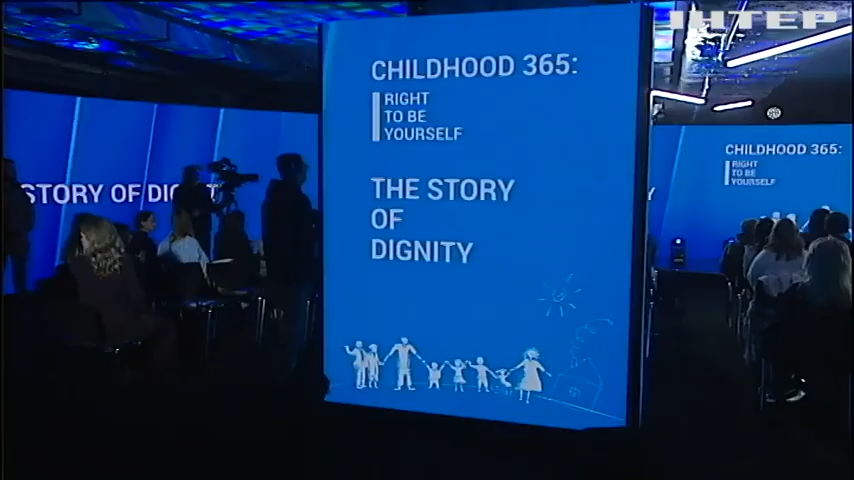 ІНТЕР
CHILDHOOD 365:
RIGHT
TO BE
YOURSELF
THE STORY
OF
DIGNITY
STORY OF DIG
CHILDHOOD 365:
RIGHT
TO BE
YOURSELF